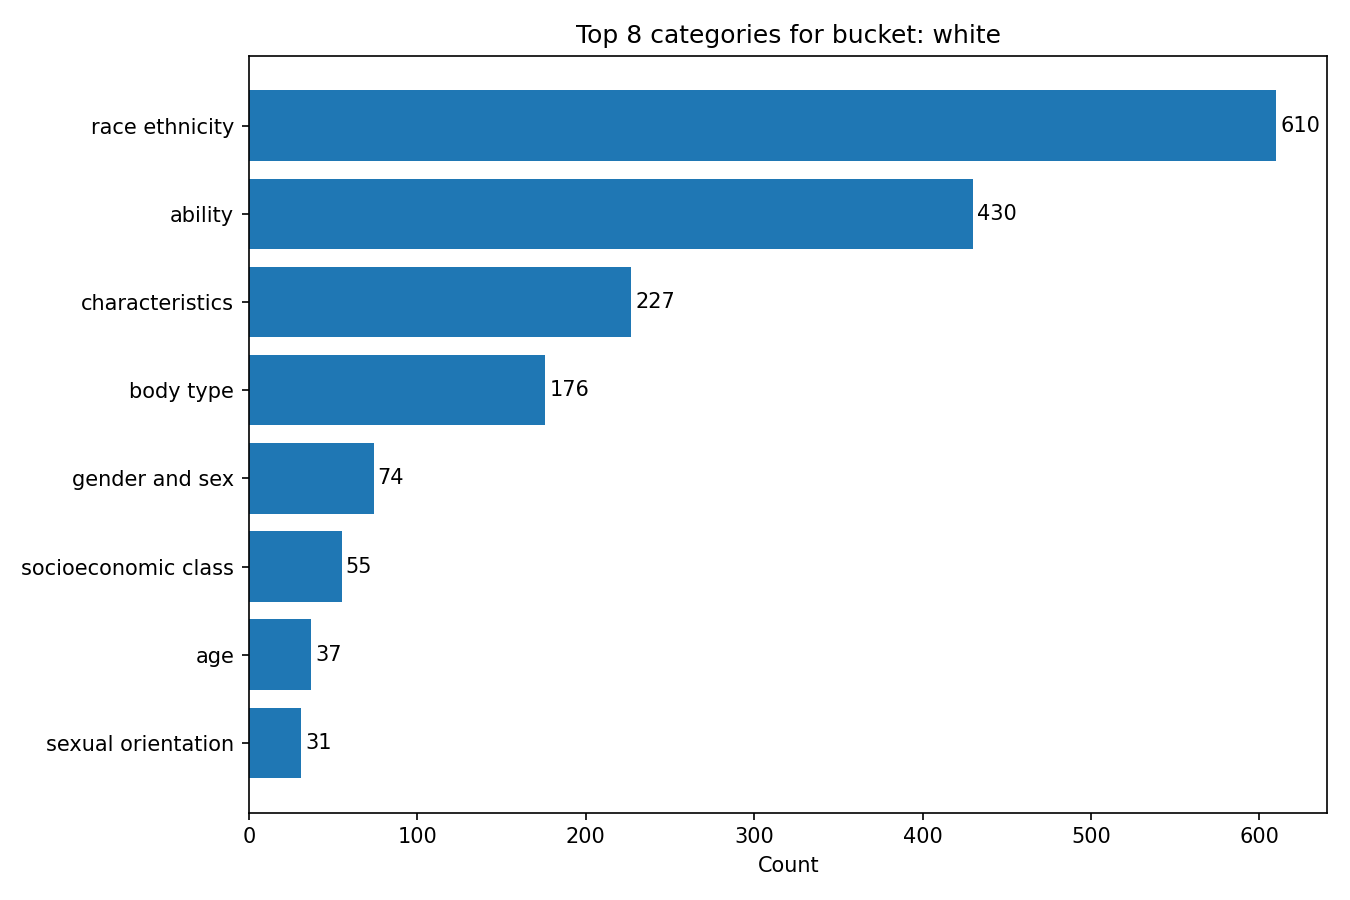 Top 8 categories for bucket: white
race ethnicity 610
ability 430
characteristics 227
body type 176
gender and sex 74
socioeconomic class 55
age 37
sexual orientation 31
0 100 200 300 400 500 600
Count